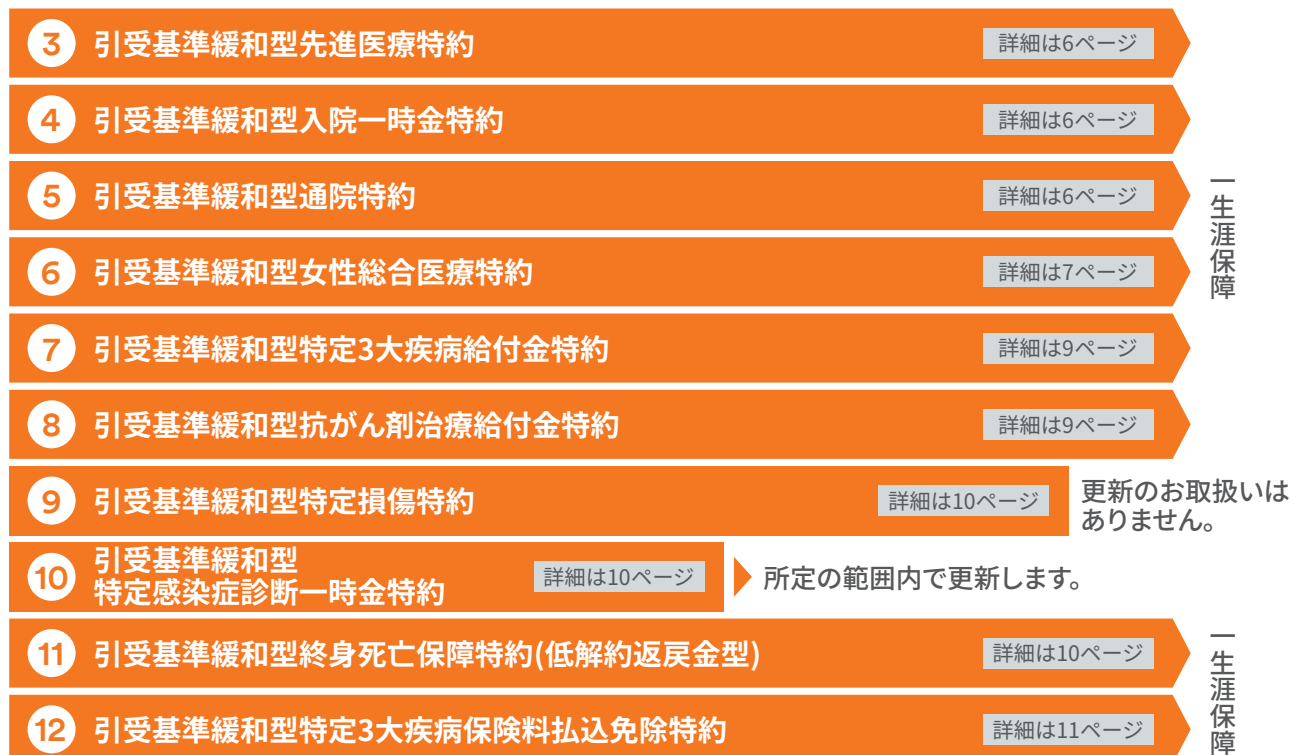 3 引受基準緩和型先進医療特約 詳細は6ページ
4 引受基準緩和型入院一時金特約 詳細は6ページ
5 引受基準緩和型通院特約 詳細は6ページ
6 引受基準緩和型女性総合医療特約 詳細は7ページ
7 引受基準緩和型特定3大疾病給付金特約 詳細は9ページ
8 引受基準緩和型抗がん剤治療給付金特約 詳細は9ページ
一生涯保障
9 引受基準緩和型特定損傷特約 詳細は10ページ
更新のお取扱いは
ありません。
10 引受基準緩和型
特定感染症診断一時金特約 詳細は10ページ
所定の範囲内で更新します。
11 引受基準緩和型終身死亡保障特約(低解約返戻金型) 詳細は10ページ
12 引受基準緩和型特定3大疾病保険料払込免除特約 詳細は11ページ
一生涯保障